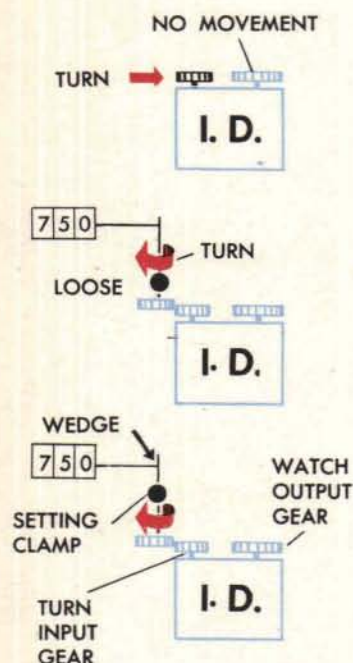 NO MOVEMENT
TURN
I. D.
750
TURN
LOOSE
I. D.
WEDGE
750
WATCH
OUTPUT
GEAR
SETTING
CLAMP
I. D.
TURN
INPUT
GEAR